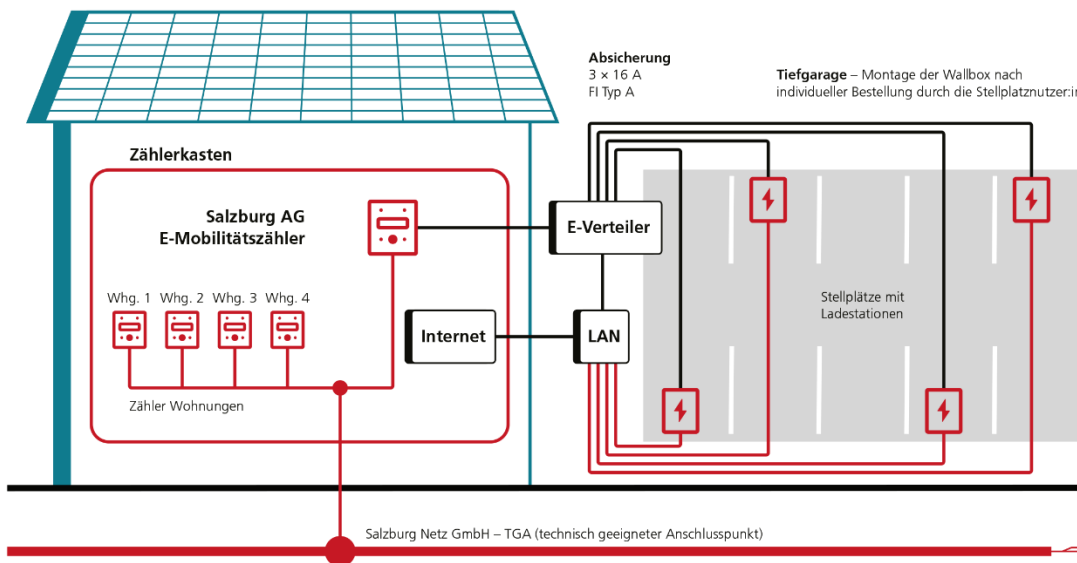 Absicherung
3 × 16 A
FI Typ A
Tiefgarage – Montage der Wallbox nach
individueller Bestellung durch die Stellplatznutzer:in
Zählerkasten
Salzburg AG
E-Mobilitätszähler
E-Verteiler
Whg. 1 Whg. 2 Whg. 3 Whg. 4
Stellplätze mit
Ladestationen
Internet
LAN
Zähler Wohnungen
Salzburg Netz GmbH – TGA (technisch geeigneter Anschlusspunkt)